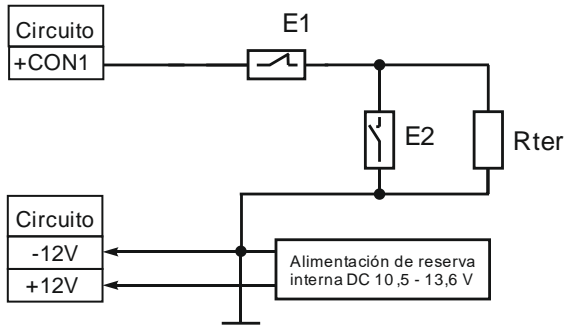 Circuito
+CON1
E1
E2
Rter
Circuito
-12V
+12V
Alimentación de reserva
interna DC 10,5 - 13,6 V